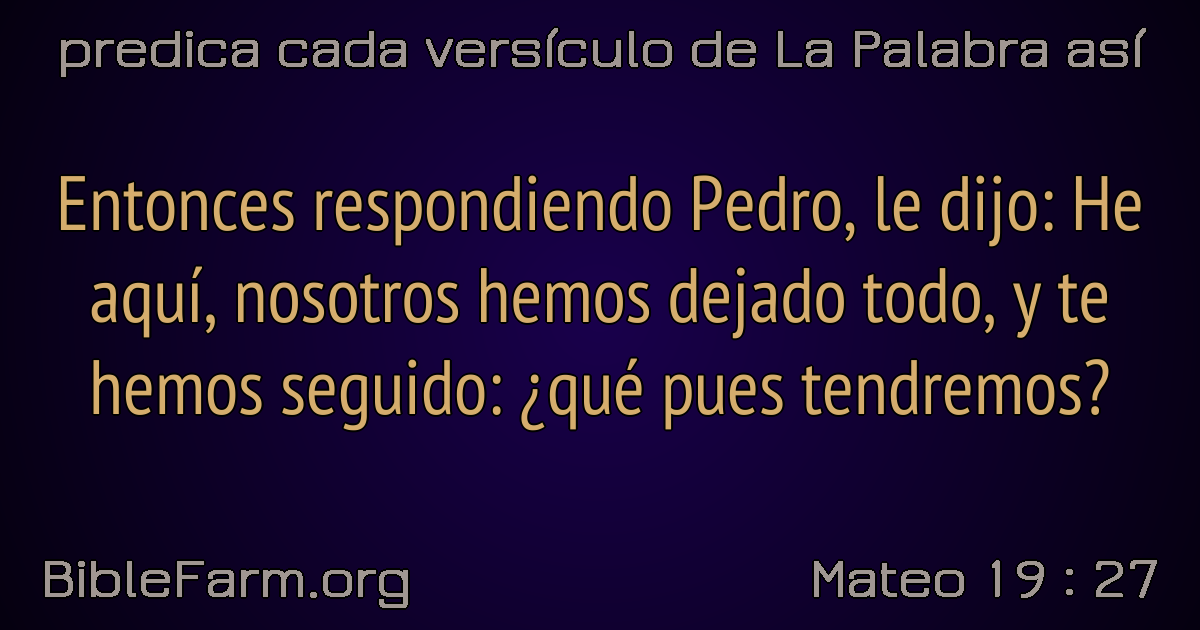 predica cada versículo de La Palabra así
Entonces respondiendo Pedro, le dijo: He
aquí, nosotros hemos dejado todo, y te
hemos seguido: ¿qué pues tendremos?
BibleFarm.org
Mateo 19 : 27